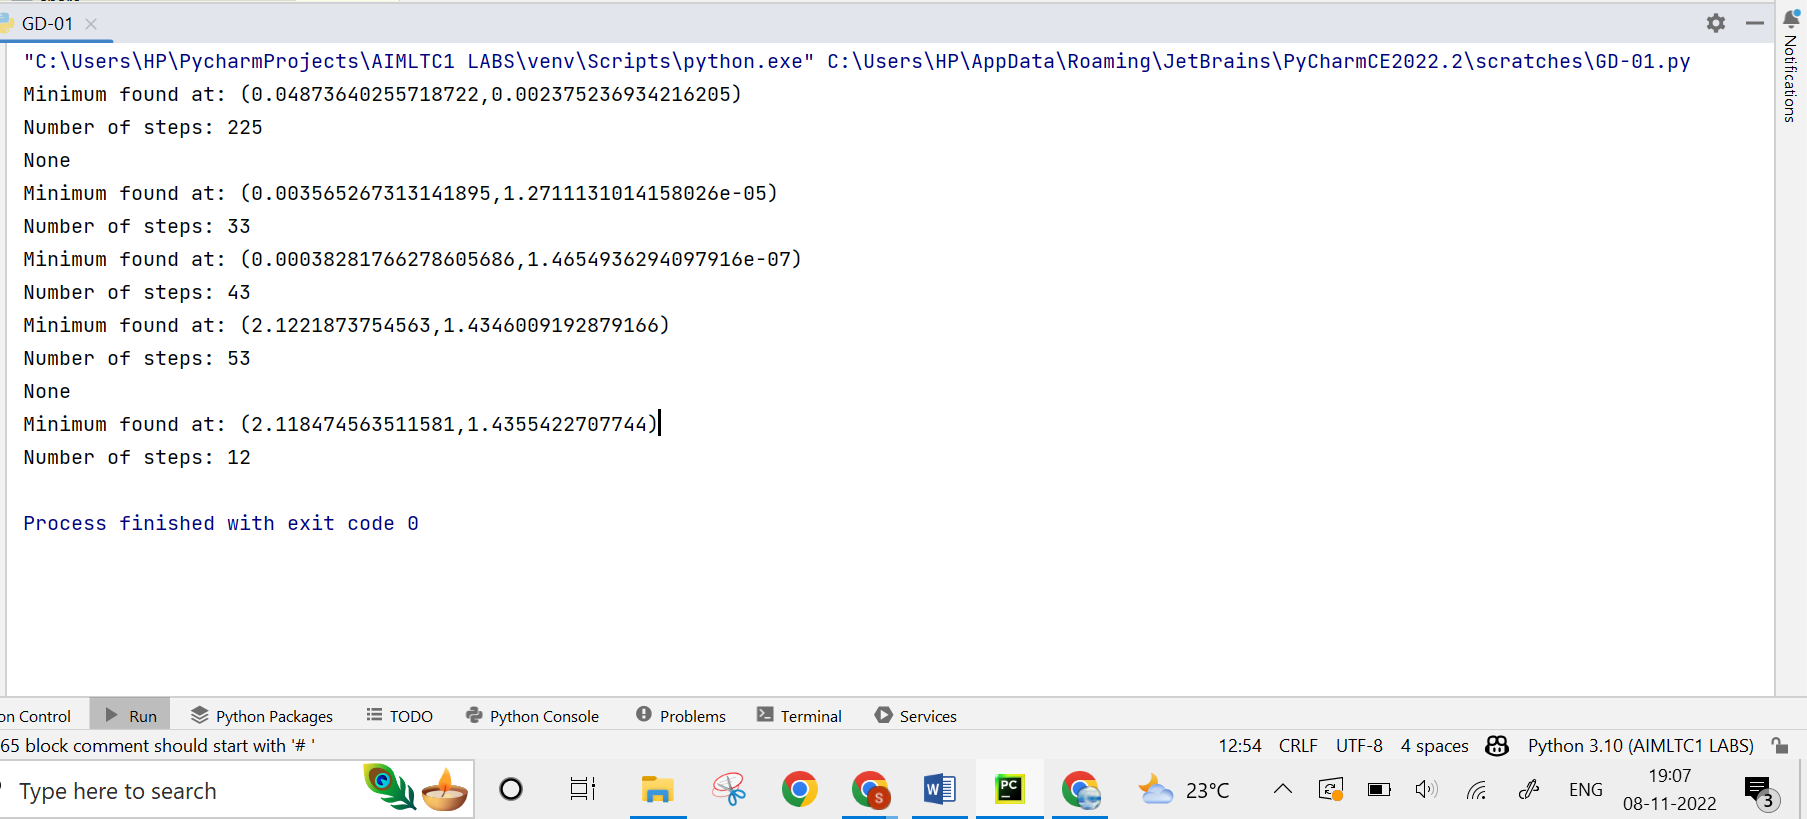 GD-01
"C:\Users\HP\PycharmProjects\AIMLTC1 LABS\venv\Scripts\python.exe" C:\Users\HP\AppData\Roaming\JetBrains\PyCharmCE2022.2\scratches\GD-01.py
Minimum found at: (0.04873640255718722,0.002375236934216205)
Number of steps: 225
None
Minimum found at: (0.003565267313141895,1.2711131014158026e-05)
Number of steps: 33
Minimum found at: (0.00038281766278605686,1.4654936294097916e-07)
Number of steps: 43
Minimum found at: (2.1221873754563,1.4346009192879166)
Number of steps: 53
None
Minimum found at: (2.118474563511581,1.4355422707744)
Number of steps: 12
Process finished with exit code 0
Notifications
on Control Run Python Packages TODO Python Console Problems Terminal Services
65 block comment should start with '# ' 12:54 CRLF UTF-8 4 spaces Python 3.10 (AIMLTC1 LABS)
Type here to search S W PC 23°C ENG 19:07
08-11-2022 3